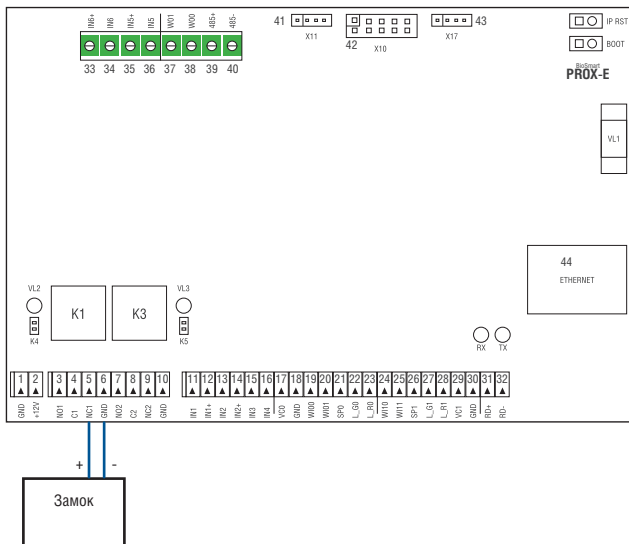 IN6+ IN6 IN5+ IN5 W01 W00 485+ 485-
33 34 35 36 37 38 39 40
41 X11
42 X10
X17 43
IP RST
BOOT
BioSmart
PROX-E
VL1
44
ETHERNET
VL2 VL3
K1 K3
K4 K5
RX TX
1 2 3 4 5 6 7 8 9 10 11 12 13 14 15 16 17 18 19 20 21 22 23 24 25 26 27 28 29 30 31 32
GND +12V NO1 C1 NC1 GND NO2 C2 NC2 GND IN1 IN1+ IN2 IN2+ IN3 IN4 VC0 GND WI00 WI01 SP0 L_G0 L_R0 WI10 WI11 SP1 L_G1 L_R1 VC1 GND RD+ RD-
+ -
Замок